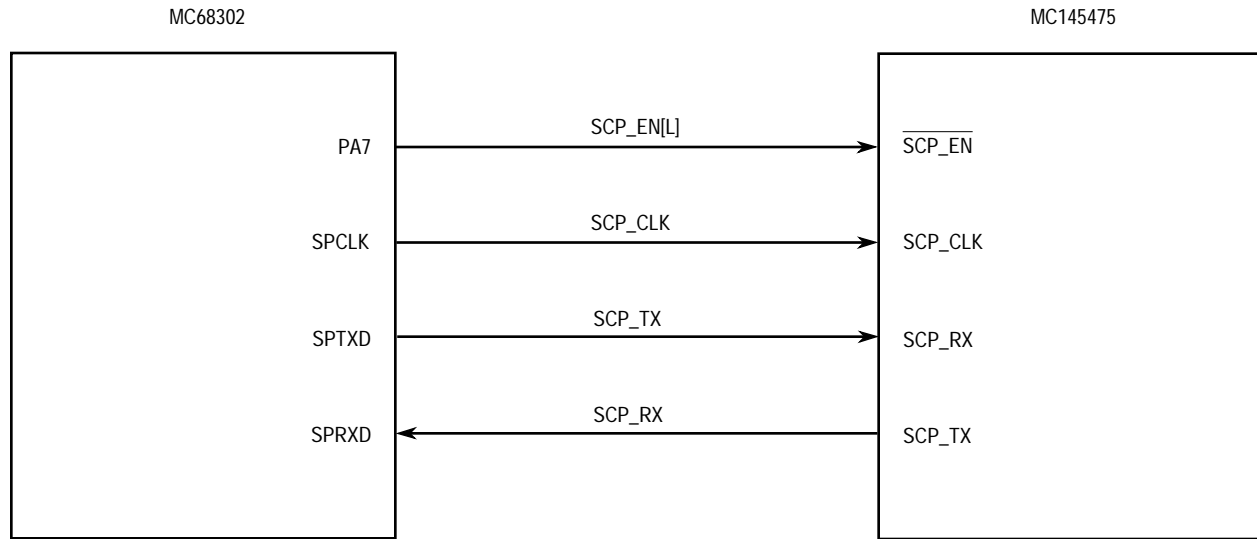 MC68302 MC145475
SCP_EN[L]
PA7 SCP_EN
SCP_CLK
SPCLK SCP_CLK
SCP_TX
SPTXD SCP_RX
SCP_RX
SPRXD SCP_TX